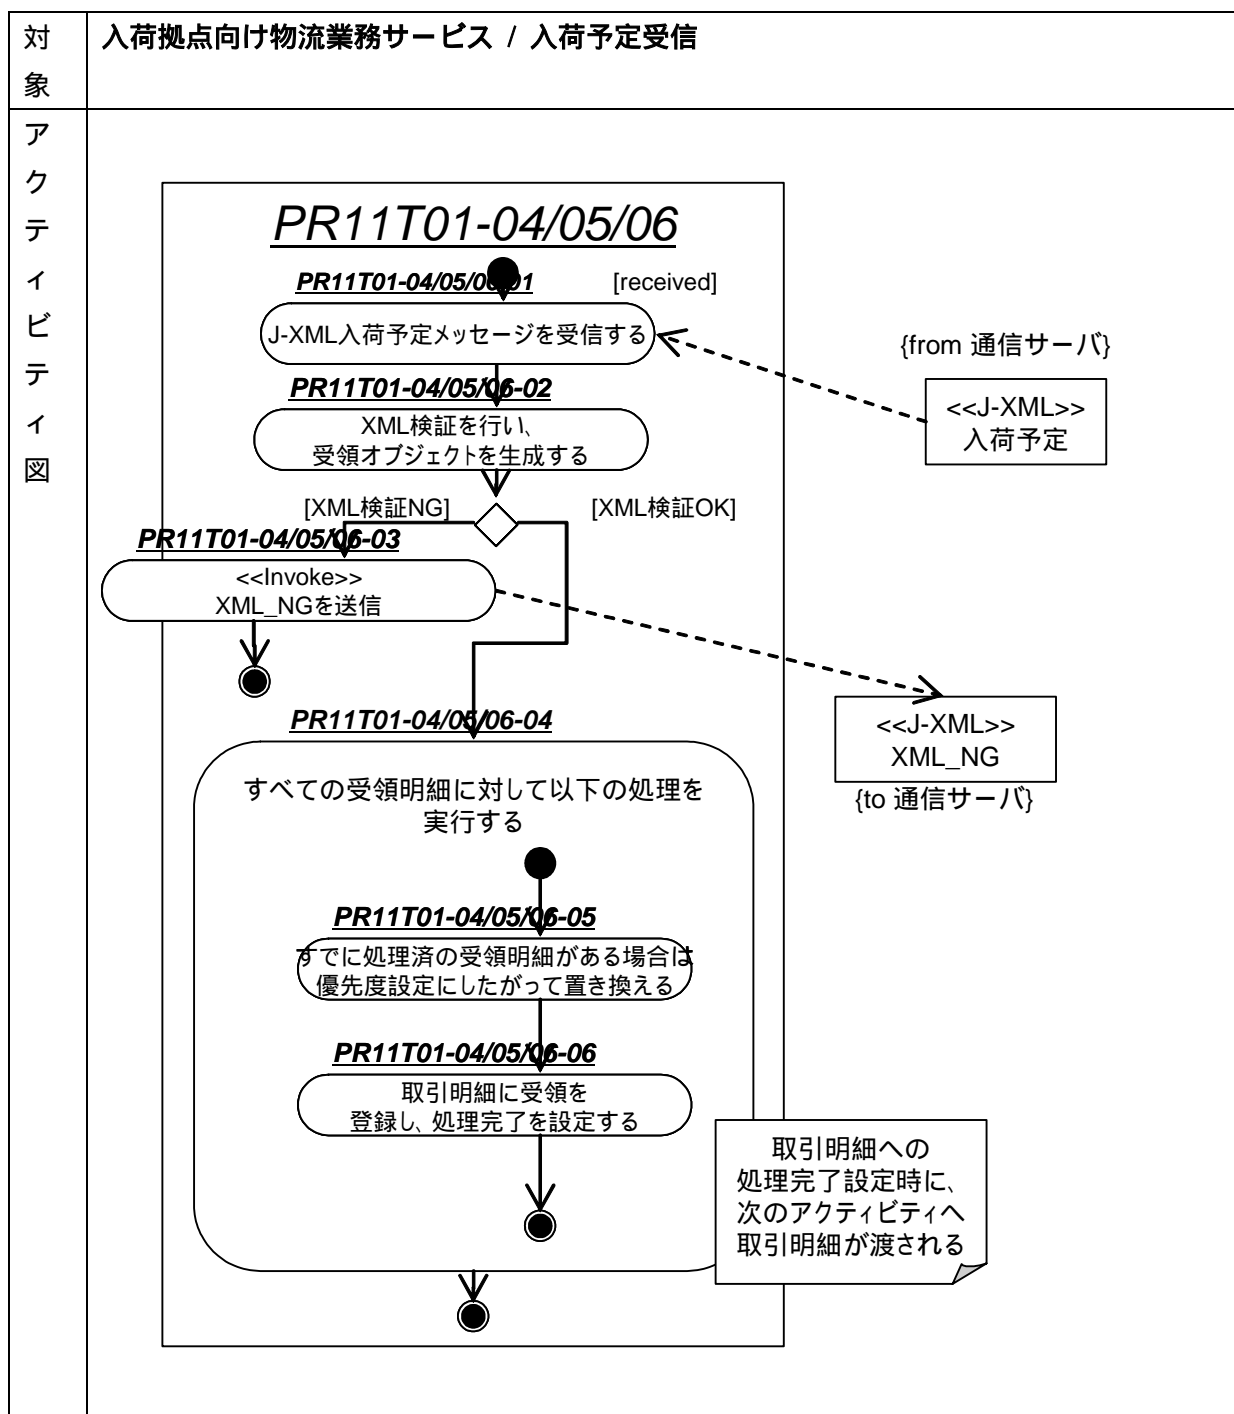 対象
入荷拠点向け物流業務サービス / 入荷予定受信
アクティビティ図
PR11T01-04/05/06
PR11T01-04/05/06-01
[received]
J-XML入荷予定メッセージを受信する
{from 通信サーバ}
<<J-XML>>
入荷予定
PR11T01-04/05/06-02
XML検証を行い、
受領オブジェクトを生成する
[XML検証NG]
[XML検証OK]
PR11T01-04/05/06-03
<<Invoke>>
XML_NGを送信
<<J-XML>>
XML_NG
{to 通信サーバ}
PR11T01-04/05/06-04
すべての受領明細に対して以下の処理を
実行する
PR11T01-04/05/06-05
すでに処理済の受領明細がある場合は
優先度設定にしたがって置き換える
PR11T01-04/05/06-06
取引明細に受領を
登録し、処理完了を設定する
取引明細への
処理完了設定時に、
次のアクティビティへ
取引明細が渡される